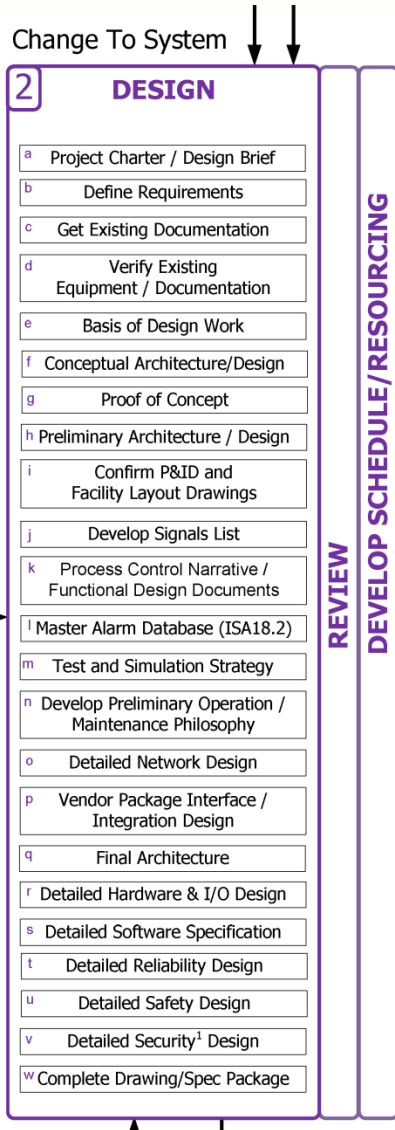 Change To System
2
DESIGN
a Project Charter / Design Brief
b Define Requirements
c Get Existing Documentation
d Verify Existing
Equipment / Documentation
e Basis of Design Work
f Conceptual Architecture/Design
g Proof of Concept
h Preliminary Architecture / Design
i Confirm P&ID and
Facility Layout Drawings
j Develop Signals List
k Process Control Narrative /
Functional Design Documents
l Master Alarm Database (ISA18.2)
m Test and Simulation Strategy
n Develop Preliminary Operation /
Maintenance Philosophy
o Detailed Network Design
p Vendor Package Interface /
Integration Design
q Final Architecture
r Detailed Hardware & I/O Design
s Detailed Software Specification
t Detailed Reliability Design
u Detailed Safety Design
v Detailed Security¹ Design
w Complete Drawing/Spec Package
REVIEW
DEVELOP SCHEDULE/RESOURCING